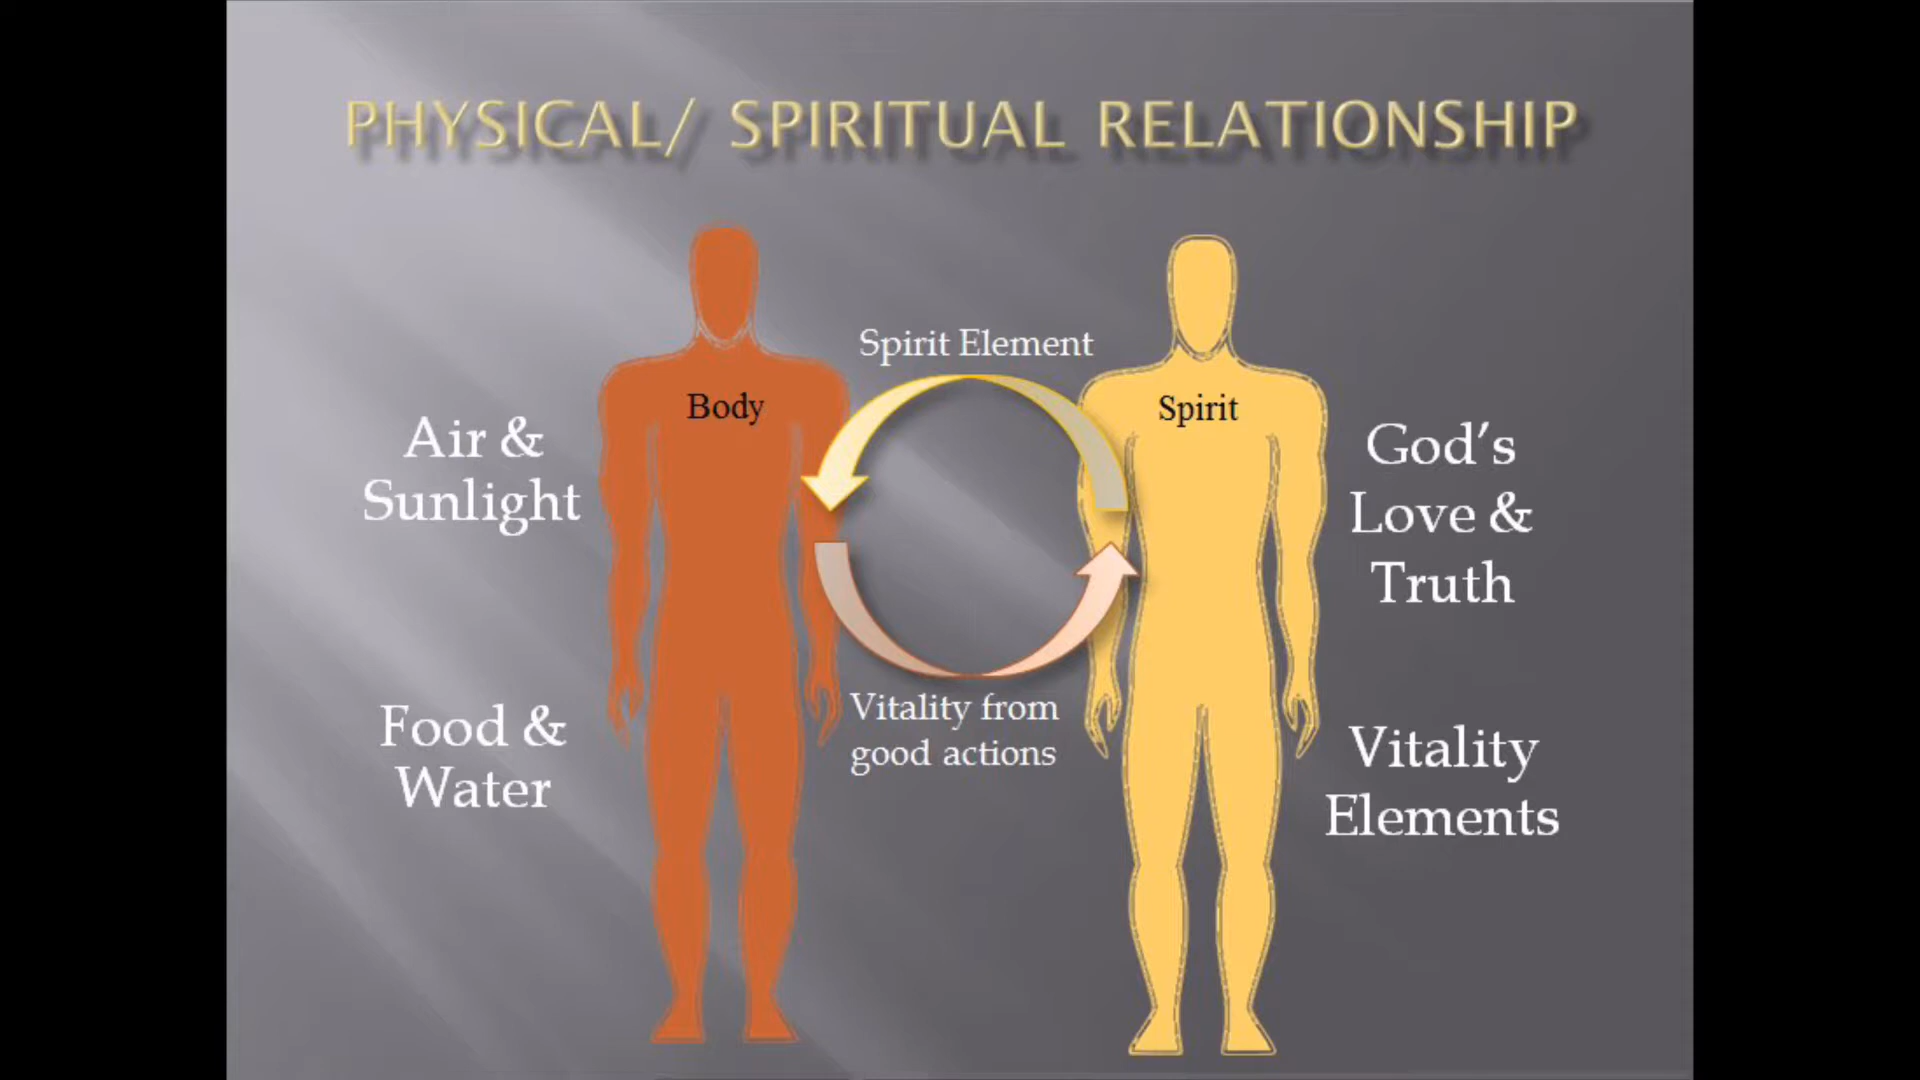 PHYSICAL/ SPIRITUAL RELATIONSHIP
Spirit Element
Body
Spirit
Air &
Sunlight
God's
Love &
Truth
Food &
Water
Vitality from
good actions
Vitality
Elements